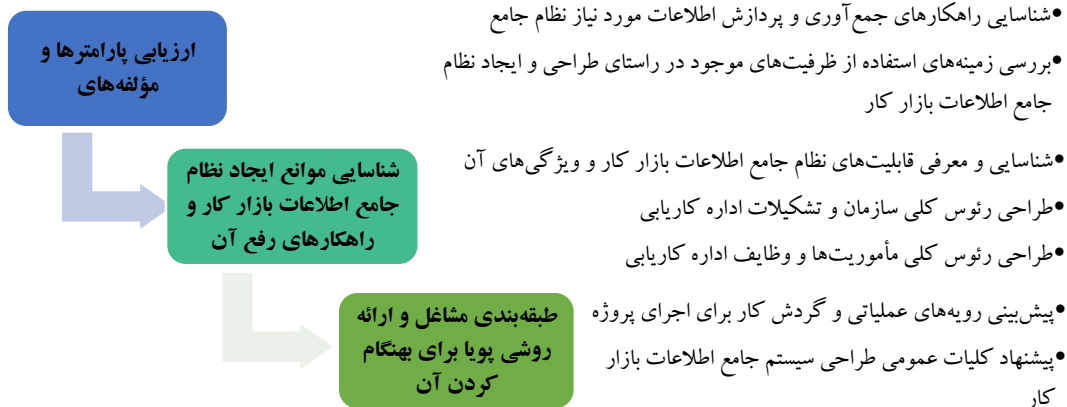 ارزیابی پارامترها و
مؤلفه‌های
•شناسایی راهکارهای جمع‌آوری و پردازش اطلاعات مورد نیاز نظام جامع
•بررسی زمینه‌های استفاده از ظرفیت‌های موجود در راستای طراحی و ایجاد نظام
جامع اطلاعات بازار کار
شناسایی موانع ایجاد نظام
جامع اطلاعات بازار کار و
راهکارهای رفع آن
•شناسایی و معرفی قابلیت‌های نظام جامع اطلاعات بازار کار و ویژگی‌های آن
•طراحی رئوس کلی سازمان و تشکیلات اداره کاریابی
•طراحی رئوس کلی مأموریت‌ها و وظایف اداره کاریابی
طبقه‌بندی مشاغل و ارائه
روشی پویا برای بهنگام
کردن آن
•پیش‌بینی رویه‌های عملیاتی و گردش کار برای اجرای پروژه
•پیشنهاد کلیات عمومی طراحی سیستم جامع اطلاعات بازار
کار